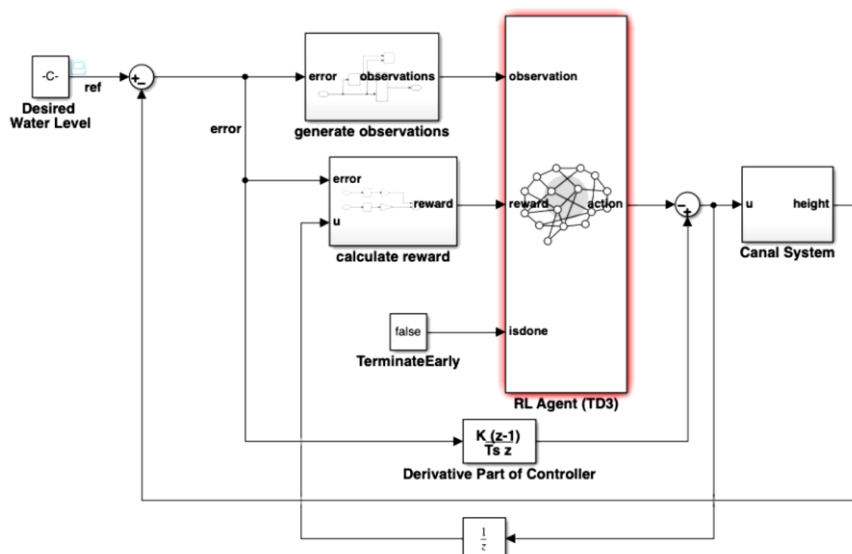 -C-
ref
Desired
Water Level
+
−
error
error
observations
generate observations
error
u
reward
calculate reward
false
TerminateEarly
observation
reward
action
isdone
RL Agent (TD3)
−
+
u
height
Canal System
K (z-1)
Ts z
Derivative Part of Controller
1
z